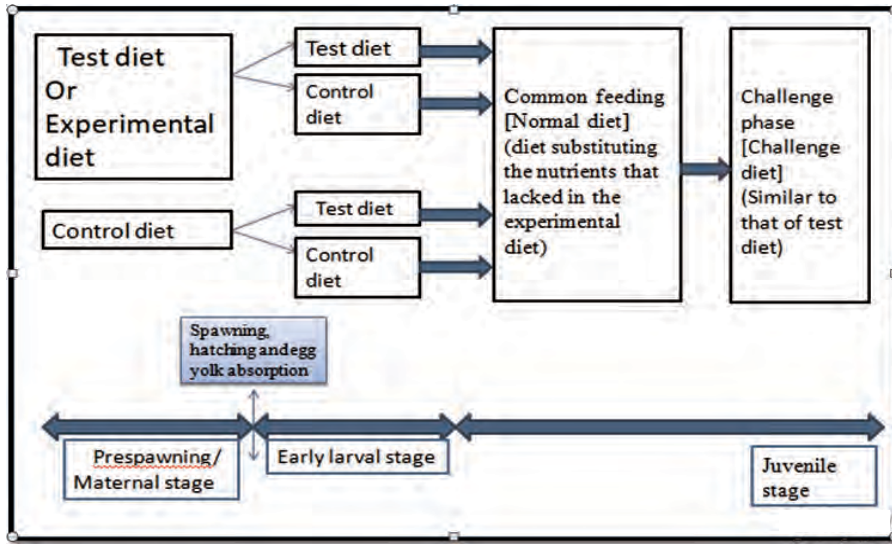 Test diet
Or
Experimental
diet
Test diet
Control
diet
Control diet
Test diet
Control
diet
Common feeding
[Normal diet]
(diet substituting
the nutrients that
lacked in the
experimental
diet)
Challenge
phase
[Challenge
diet]
(Similar to
that of test
diet)
Spawning,
hatching and egg
yolk absorption
Prespawning/
Maternal stage
Early larval stage
Juvenile
stage